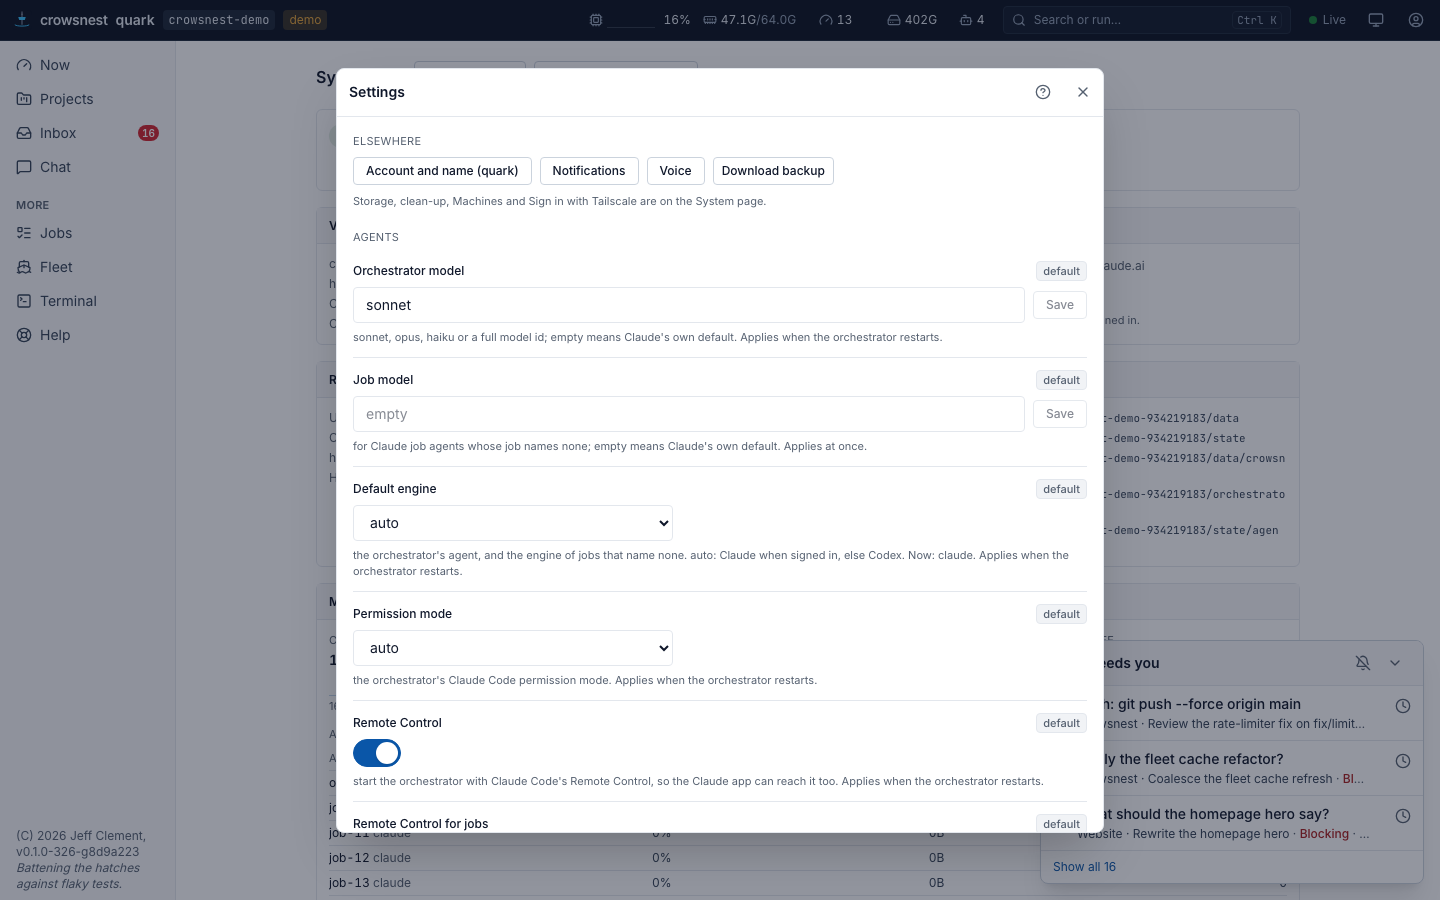 crowsnest quark crowsnest-demo demo 16% 47.1G/64.0G 13 402G 4 Search or run... Ctrl K Live
Now
Projects
Inbox 16
Chat
MORE
Jobs
Fleet
Terminal
Help
(C) 2026 Jeff Clement,
v0.1.0-326-g8d9a223
Battening the hatches
against flaky tests.
Settings
ELSEWHERE
Account and name (quark) Notifications Voice Download backup
Storage, clean-up, Machines and Sign in with Tailscale are on the System page.
AGENTS
Orchestrator model default
sonnet Save
sonnet, opus, haiku or a full model id; empty means Claude's own default. Applies when the orchestrator restarts.
Job model default
empty Save
for Claude job agents whose job names none; empty means Claude's own default. Applies at once.
Default engine default
auto
the orchestrator's agent, and the engine of jobs that name none. auto: Claude when signed in, else Codex. Now: claude. Applies when the
orchestrator restarts.
Permission mode default
auto
the orchestrator's Claude Code permission mode. Applies when the orchestrator restarts.
Remote Control default
start the orchestrator with Claude Code's Remote Control, so the Claude app can reach it too. Applies when the orchestrator restarts.
Remote Control for jobs default
aude.ai
ned in.
t-demo-934219183/data
t-demo-934219183/state
t-demo-934219183/data/crowsn
t-demo-934219183/orchestrato
t-demo-934219183/state/agen
eeds you
n: git push --force origin main
wsnest · Review the rate-limiter fix on fix/limit...
ly the fleet cache refactor?
wsnest · Coalesce the fleet cache refresh · Bl...
at should the homepage hero say?
Website · Rewrite the homepage hero · Blocking · ...
Show all 16
job-11 claude 0% 0B
job-12 claude 0% 0B
job-13 claude 0% 0B